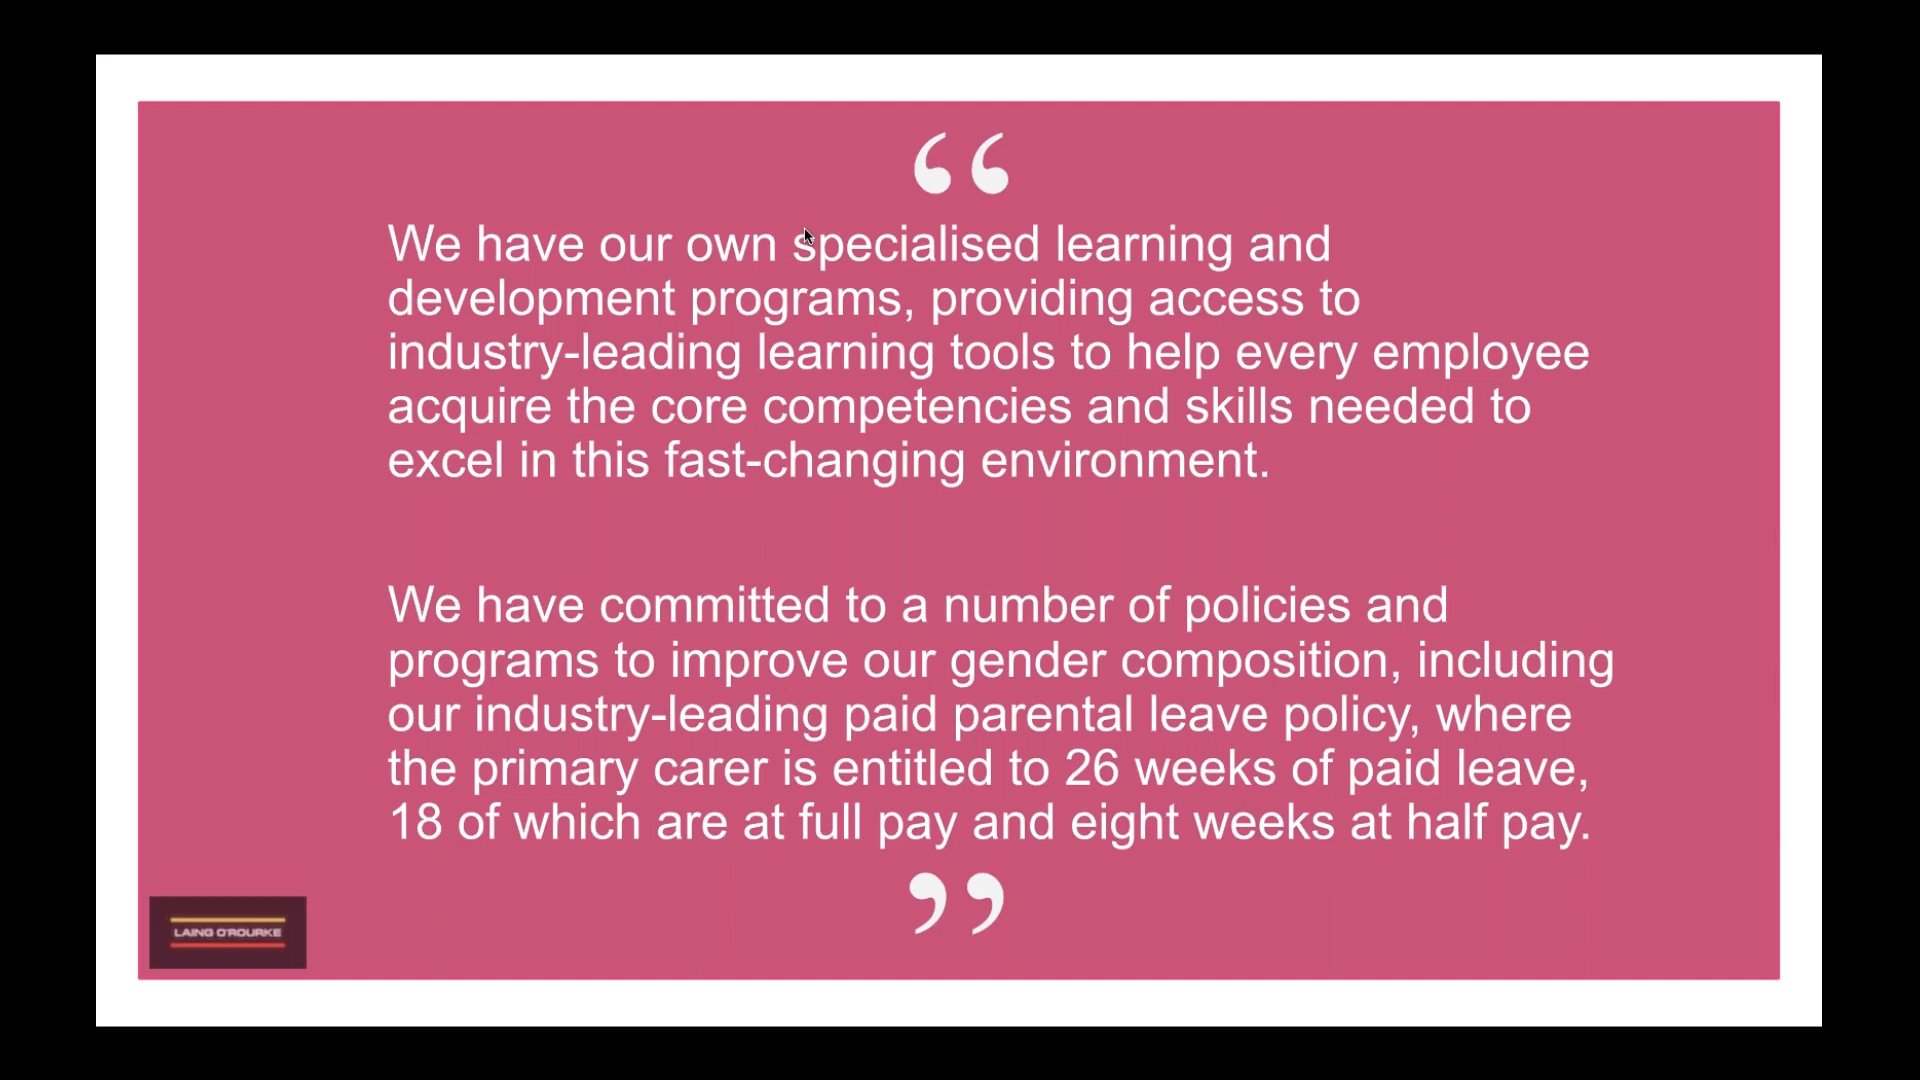 “
We have our own specialised learning and
development programs, providing access to
industry-leading learning tools to help every employee
acquire the core competencies and skills needed to
excel in this fast-changing environment.
We have committed to a number of policies and
programs to improve our gender composition, including
our industry-leading paid parental leave policy, where
the primary carer is entitled to 26 weeks of paid leave,
18 of which are at full pay and eight weeks at half pay.
”
LAING O'ROURKE